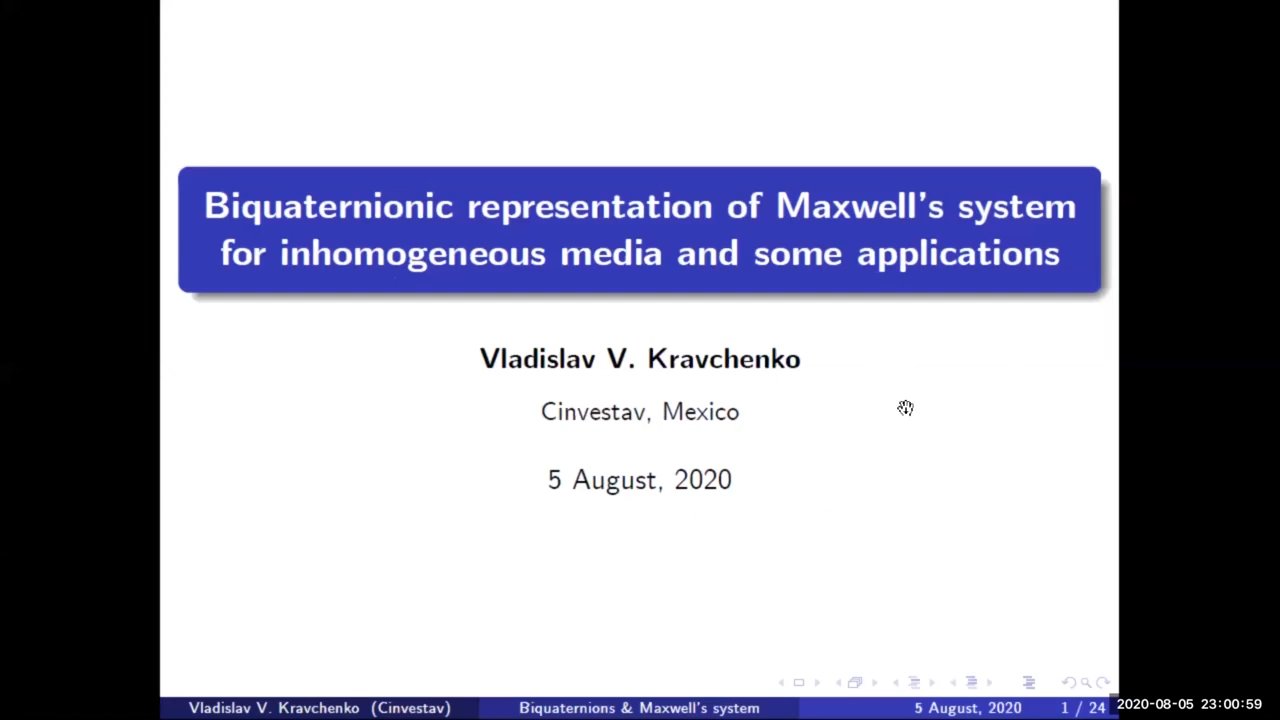 Biquaternionic representation of Maxwell's system
for inhomogeneous media and some applications
Vladislav V. Kravchenko
Cinvestav, Mexico
5 August, 2020
Vladislav V. Kravchenko (Cinvestav) Biquaternions & Maxwell's system 5 August, 2020 1 / 24
2020-08-05 23:00:59